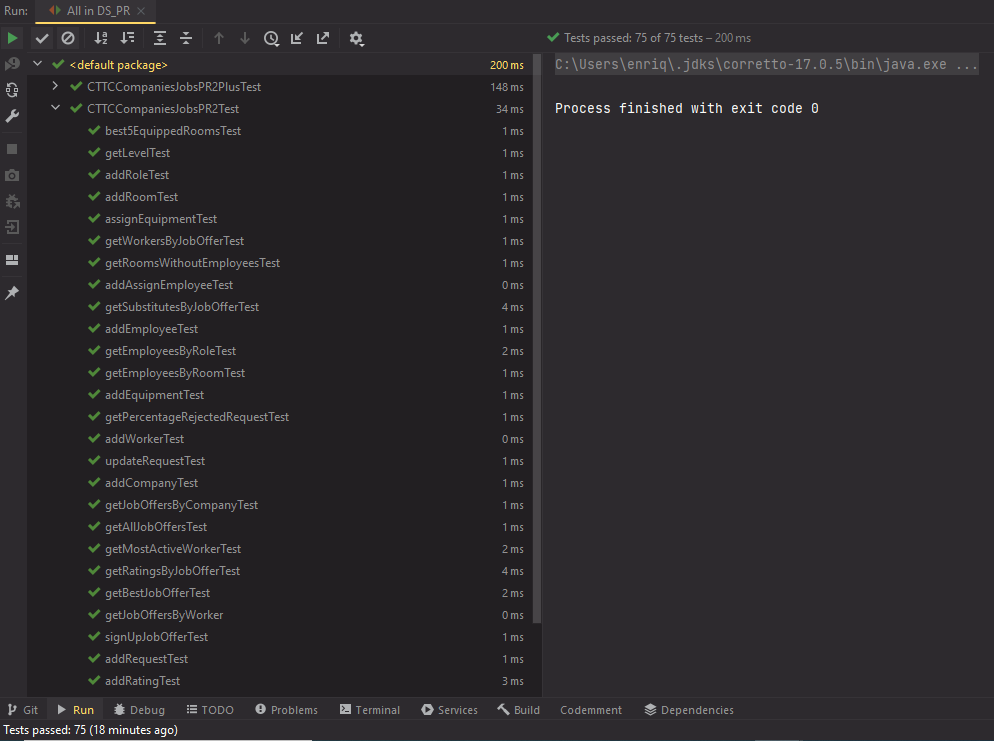 Run: All in DS_PR
Tests passed: 75 of 75 tests – 200 ms
<default package> 200 ms
C:\Users\enriq\.jdks\corretto-17.0.5\bin\java.exe ...
CTTCCompaniesJobsPR2PlusTest 148 ms
CTTCCompaniesJobsPR2Test 34 ms
Process finished with exit code 0
best5EquippedRoomsTest 1 ms
getLevelTest 1 ms
addRoleTest 1 ms
addRoomTest 1 ms
assignEquipmentTest 1 ms
getWorkersByJobOfferTest 1 ms
getRoomsWithoutEmployeesTest 1 ms
addAssignEmployeeTest 0 ms
getSubstitutesByJobOfferTest 4 ms
addEmployeeTest 1 ms
getEmployeesByRoleTest 2 ms
getEmployeesByRoomTest 1 ms
addEquipmentTest 1 ms
getPercentageRejectedRequestTest 1 ms
addWorkerTest 0 ms
updateRequestTest 1 ms
addCompanyTest 1 ms
getJobOffersByCompanyTest 1 ms
getAllJobOffersTest 1 ms
getMostActiveWorkerTest 2 ms
getRatingsByJobOfferTest 4 ms
getBestJobOfferTest 2 ms
getJobOffersByWorker 0 ms
signUpJobOfferTest 1 ms
addRequestTest 1 ms
addRatingTest 3 ms
Git Run Debug TODO Problems Terminal Services Build Codemment Dependencies
Tests passed: 75 (18 minutes ago)